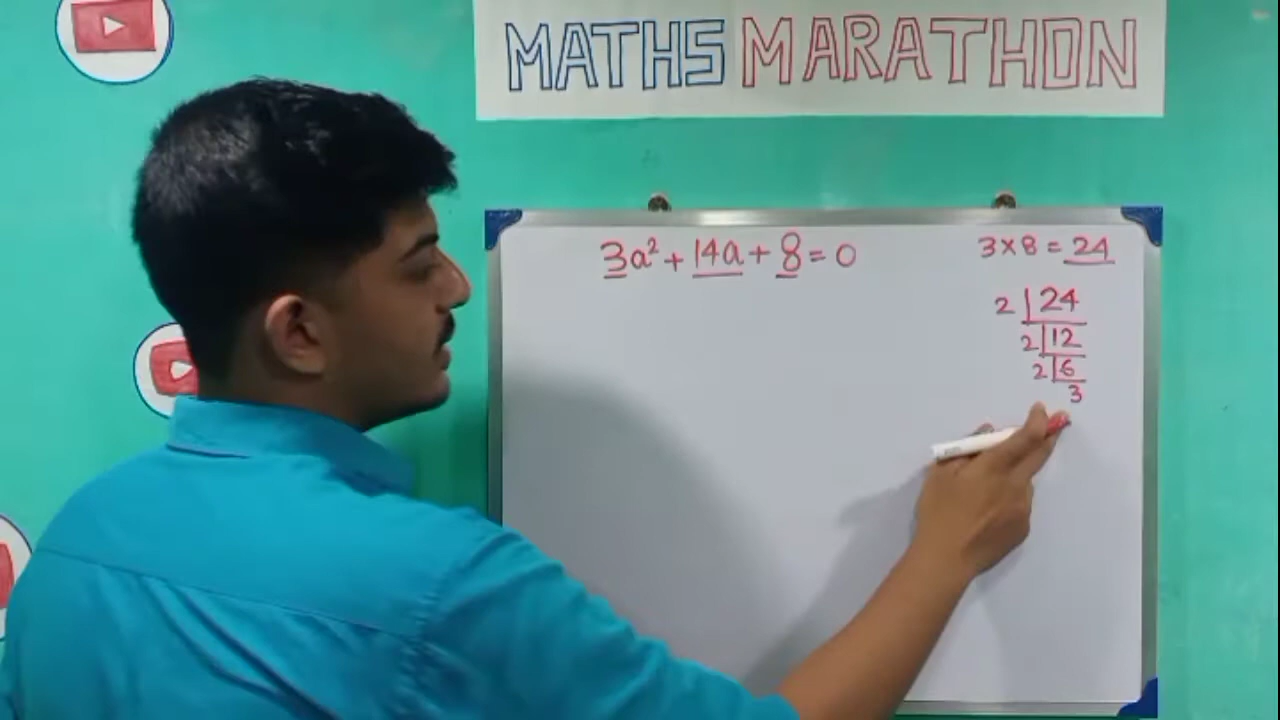 MATHS MARATHON
3a² + 14a + 8 = 0
3 × 8 = 24
2 | 24
2 | 12
2 | 6
3